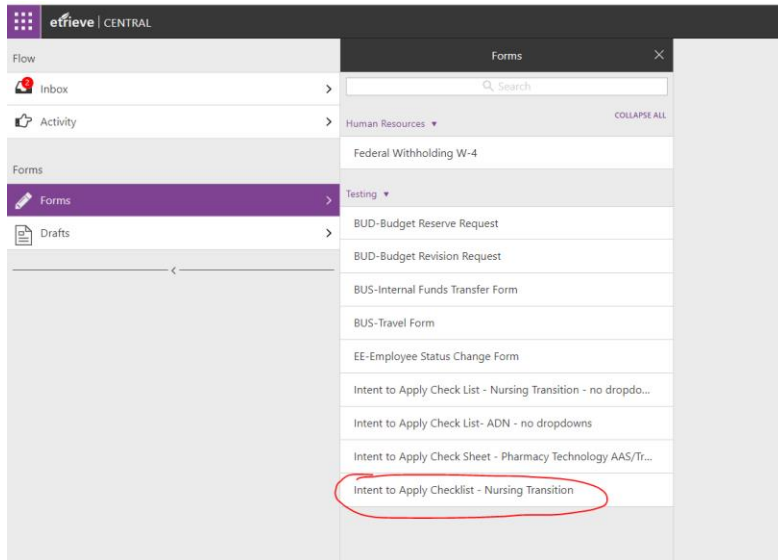 etrieve | CENTRAL
Flow
2
Inbox
Activity
Forms
Forms
Drafts
Forms
Search
Human Resources
COLLAPSE ALL
Federal Withholding W-4
Testing
BUD-Budget Reserve Request
BUD-Budget Revision Request
BUS-Internal Funds Transfer Form
BUS-Travel Form
EE-Employee Status Change Form
Intent to Apply Check List - Nursing Transition - no dropdo...
Intent to Apply Check List- ADN - no dropdowns
Intent to Apply Check Sheet - Pharmacy Technology AAS/Tr...
Intent to Apply Checklist - Nursing Transition